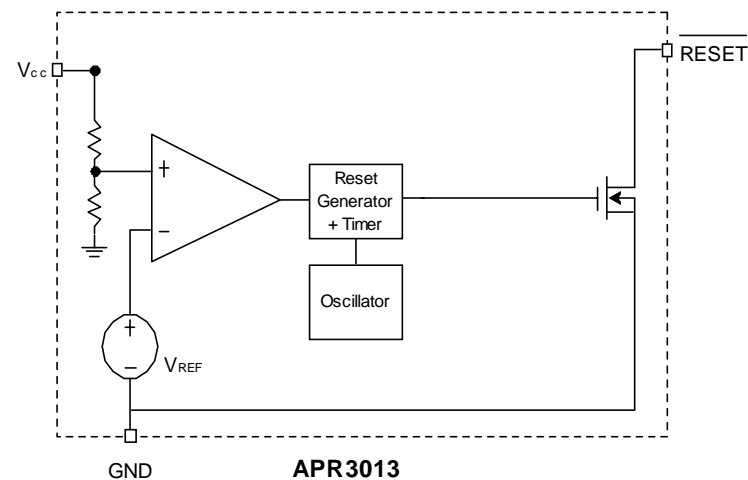 RESET
Vcc
+
Reset
Generator
+ Timer
−
Oscillator
+
VREF
−
GND
APR3013